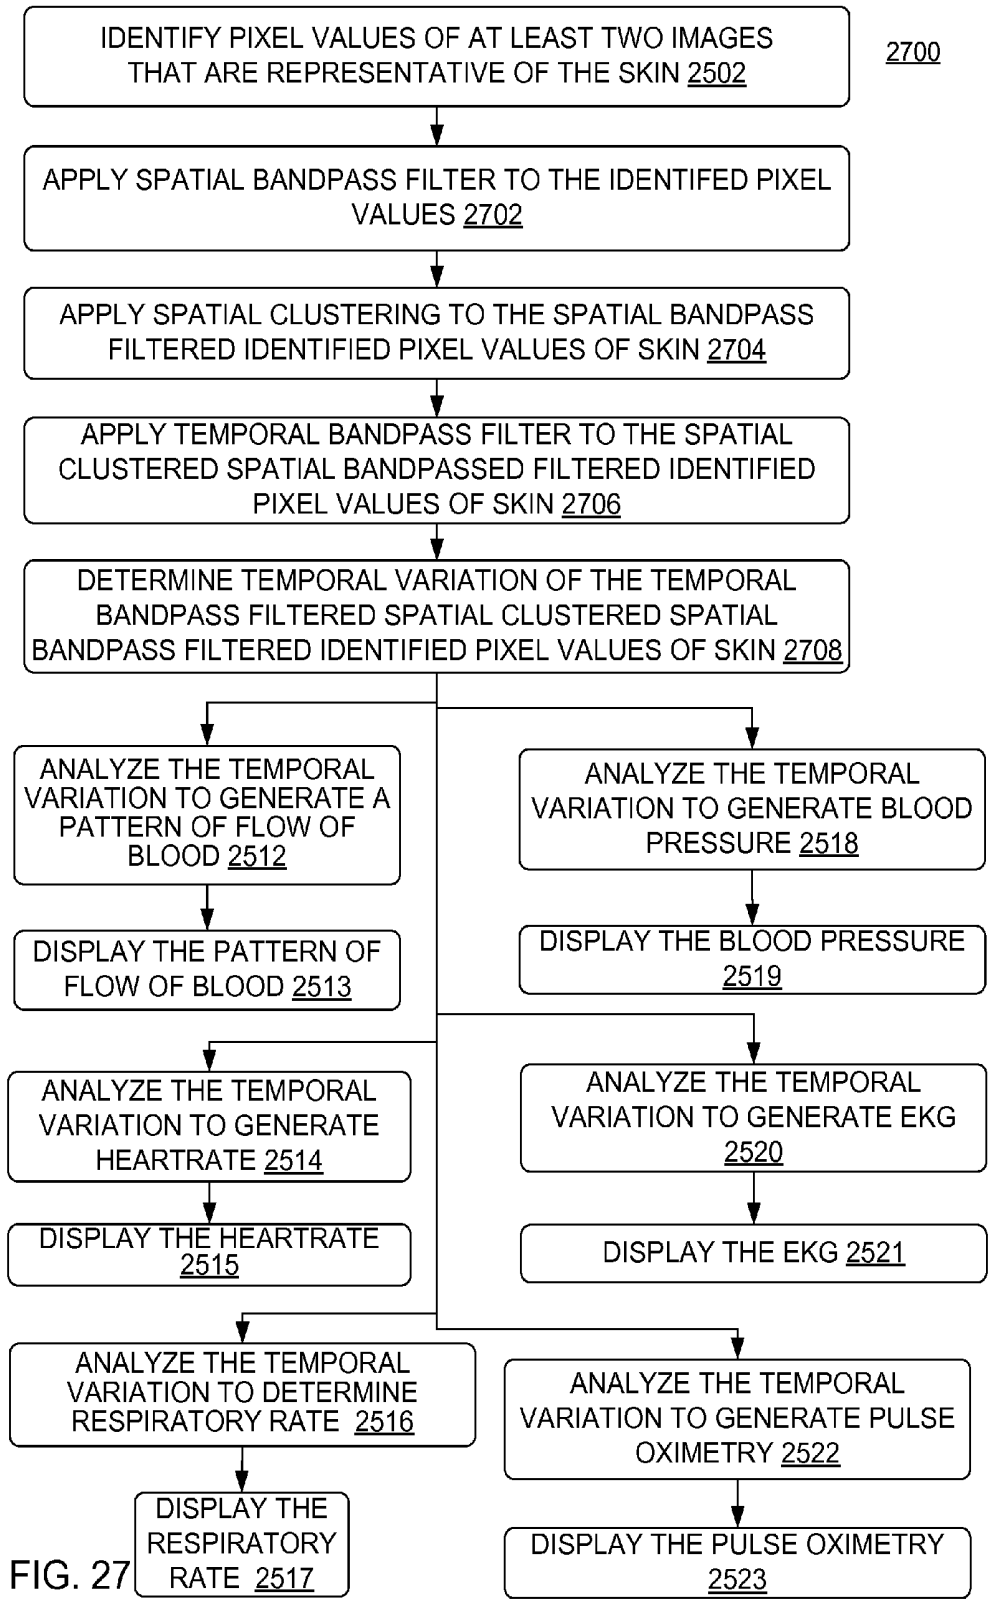 IDENTIFY PIXEL VALUES OF AT LEAST TWO IMAGES
THAT ARE REPRESENTATIVE OF THE SKIN 2502
2700
APPLY SPATIAL BANDPASS FILTER TO THE IDENTIFED PIXEL
VALUES 2702
APPLY SPATIAL CLUSTERING TO THE SPATIAL BANDPASS
FILTERED IDENTIFIED PIXEL VALUES OF SKIN 2704
APPLY TEMPORAL BANDPASS FILTER TO THE SPATIAL
CLUSTERED SPATIAL BANDPASSED FILTERED IDENTIFIED
PIXEL VALUES OF SKIN 2706
DETERMINE TEMPORAL VARIATION OF THE TEMPORAL
BANDPASS FILTERED SPATIAL CLUSTERED SPATIAL
BANDPASS FILTERED IDENTIFIED PIXEL VALUES OF SKIN 2708
ANALYZE THE TEMPORAL
VARIATION TO GENERATE A
PATTERN OF FLOW OF
BLOOD 2512
ANALYZE THE TEMPORAL
VARIATION TO GENERATE BLOOD
PRESSURE 2518
DISPLAY THE PATTERN OF
FLOW OF BLOOD 2513
DISPLAY THE BLOOD PRESSURE
2519
ANALYZE THE TEMPORAL
VARIATION TO GENERATE
HEARTRATE 2514
ANALYZE THE TEMPORAL
VARIATION TO GENERATE EKG
2520
DISPLAY THE HEARTRATE
2515
DISPLAY THE EKG 2521
ANALYZE THE TEMPORAL
VARIATION TO DETERMINE
RESPIRATORY RATE 2516
ANALYZE THE TEMPORAL
VARIATION TO GENERATE PULSE
OXIMETRY 2522
DISPLAY THE
RESPIRATORY
RATE 2517
DISPLAY THE PULSE OXIMETRY
2523
FIG. 27